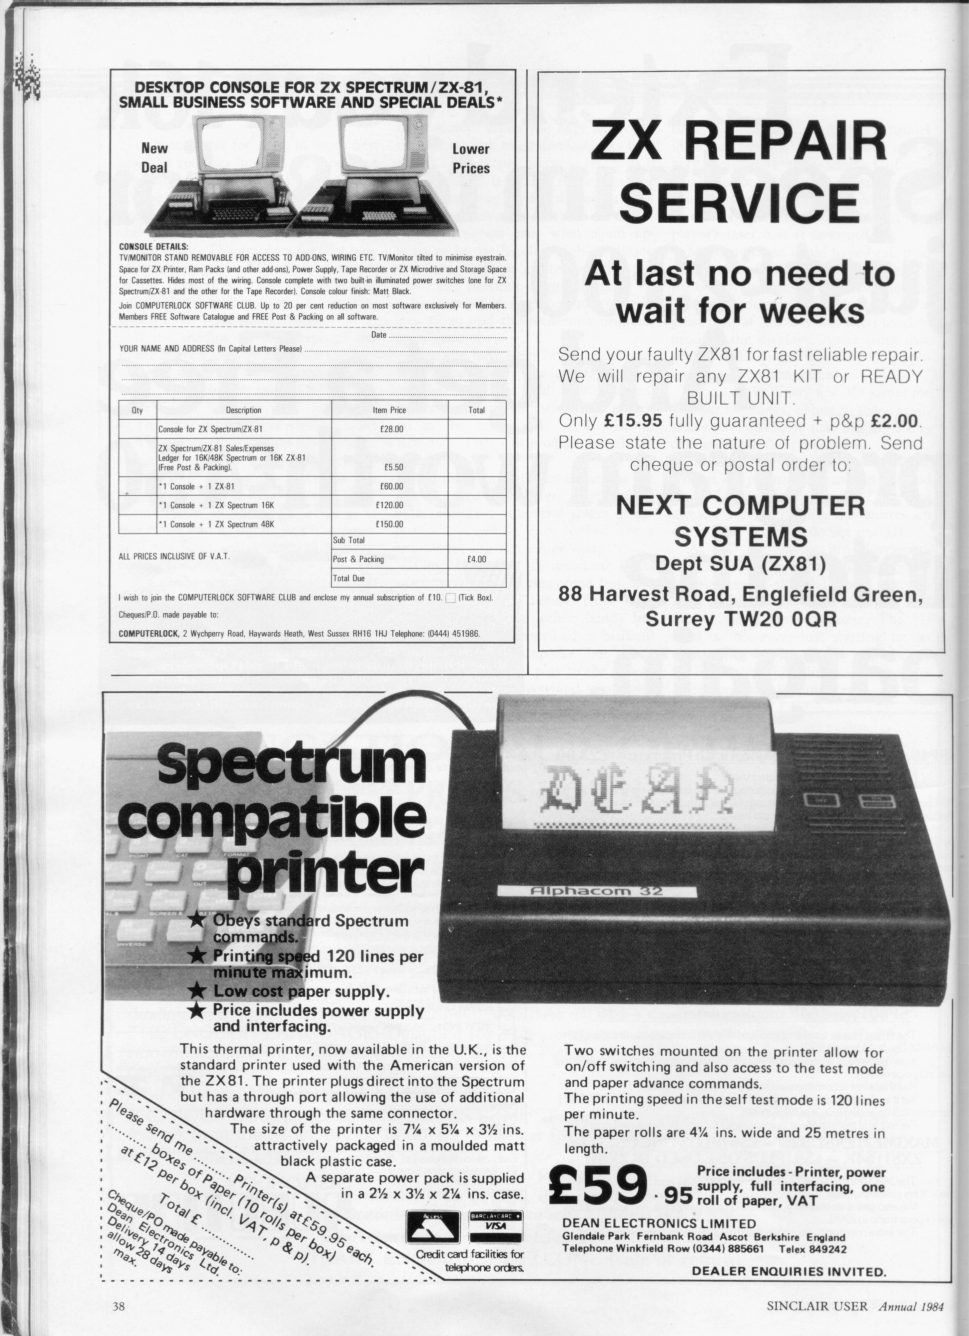 DESKTOP CONSOLE FOR ZX SPECTRUM/ZX-81,
SMALL BUSINESS SOFTWARE AND SPECIAL DEALS*
New
Deal
Lower
Prices
CONSOLE DETAILS:
TV/MONITOR STAND REMOVABLE FOR ACCESS TO ADD-ONS, WIRING ETC. TV/Monitor tilted to minimise eyestrain.
Space for ZX Printer, Ram Packs (and other add-ons), Power Supply, Tape Recorder or ZX Microdrive and Storage Space
for Cassettes. Hides most of the wiring. Console complete with two built-in illuminated power switches (one for ZX
Spectrum/ZX-81 and the other for the Tape Recorder). Console colour finish: Matt Black.
Join COMPUTERLOCK SOFTWARE CLUB. Up to 20 per cent reduction on most software exclusively for Members.
Members FREE Software Catalogue and FREE Post & Packing on all software.
Date
YOUR NAME AND ADDRESS (In Capital Letters Please)
Qty Description Item Price Total
Console for ZX Spectrum/ZX-81 £28.00
ZX Spectrum/ZX-81 Sales/Expenses
Ledger for 16K/48K Spectrum or 16K ZX-81
(Free Post & Packing). £5.50
*1 Console + 1 ZX-81 £60.00
*1 Console + 1 ZX Spectrum 16K £120.00
*1 Console + 1 ZX Spectrum 48K £150.00
Sub Total
ALL PRICES INCLUSIVE OF V.A.T.
Post & Packing £4.00
Total Due
I wish to join the COMPUTERLOCK SOFTWARE CLUB and enclose my annual subscription of £10. (Tick Box).
Cheques/P.O. made payable to:
COMPUTERLOCK, 2 Wychperry Road, Haywards Heath, West Sussex RH16 1HJ Telephone: (0444) 451986.
ZX REPAIR
SERVICE
At last no need to
wait for weeks
Send your faulty ZX81 for fast reliable repair.
We will repair any ZX81 KIT or READY
BUILT UNIT.
Only £15.95 fully guaranteed + p&p £2.00.
Please state the nature of problem. Send
cheque or postal order to:
NEXT COMPUTER
SYSTEMS
Dept SUA (ZX81)
88 Harvest Road, Englefield Green,
Surrey TW20 0QR
spectrum
compatible
printer
DEAN
Alphacom 32
★ Obeys standard Spectrum
commands.
★ Printing speed 120 lines per
minute maximum.
★ Low cost paper supply.
★ Price includes power supply
and interfacing.
This thermal printer, now available in the U.K., is the
standard printer used with the American version of
the ZX81. The printer plugs direct into the Spectrum
but has a through port allowing the use of additional
hardware through the same connector.
The size of the printer is 7¼ x 5¼ x 3½ ins.
attractively packaged in a moulded matt
black plastic case.
A separate power pack is supplied
in a 2½ x 3½ x 2¼ ins. case.
Access
BARCLAYCARD
VISA
Credit card facilities for
telephone orders.
Please send me
.......... Printer(s) at £59.95 each.
.......... boxes of Paper (10 rolls per box)
at £12 per box (incl. VAT, p & p).
Total £ ..............
Cheque/PO made payable to:
Dean Electronics Ltd.
Delivery 14 days
allow 28 days
max.
Two switches mounted on the printer allow for
on/off switching and also access to the test mode
and paper advance commands.
The printing speed in the self test mode is 120 lines
per minute.
The paper rolls are 4¼ ins. wide and 25 metres in
length.
£59.95
Price includes - Printer, power
supply, full interfacing, one
roll of paper, VAT
DEAN ELECTRONICS LIMITED
Glendale Park Fernbank Road Ascot Berkshire England
Telephone Winkfield Row (0344) 885661 Telex 849242
DEALER ENQUIRIES INVITED.
38
SINCLAIR USER Annual 1984